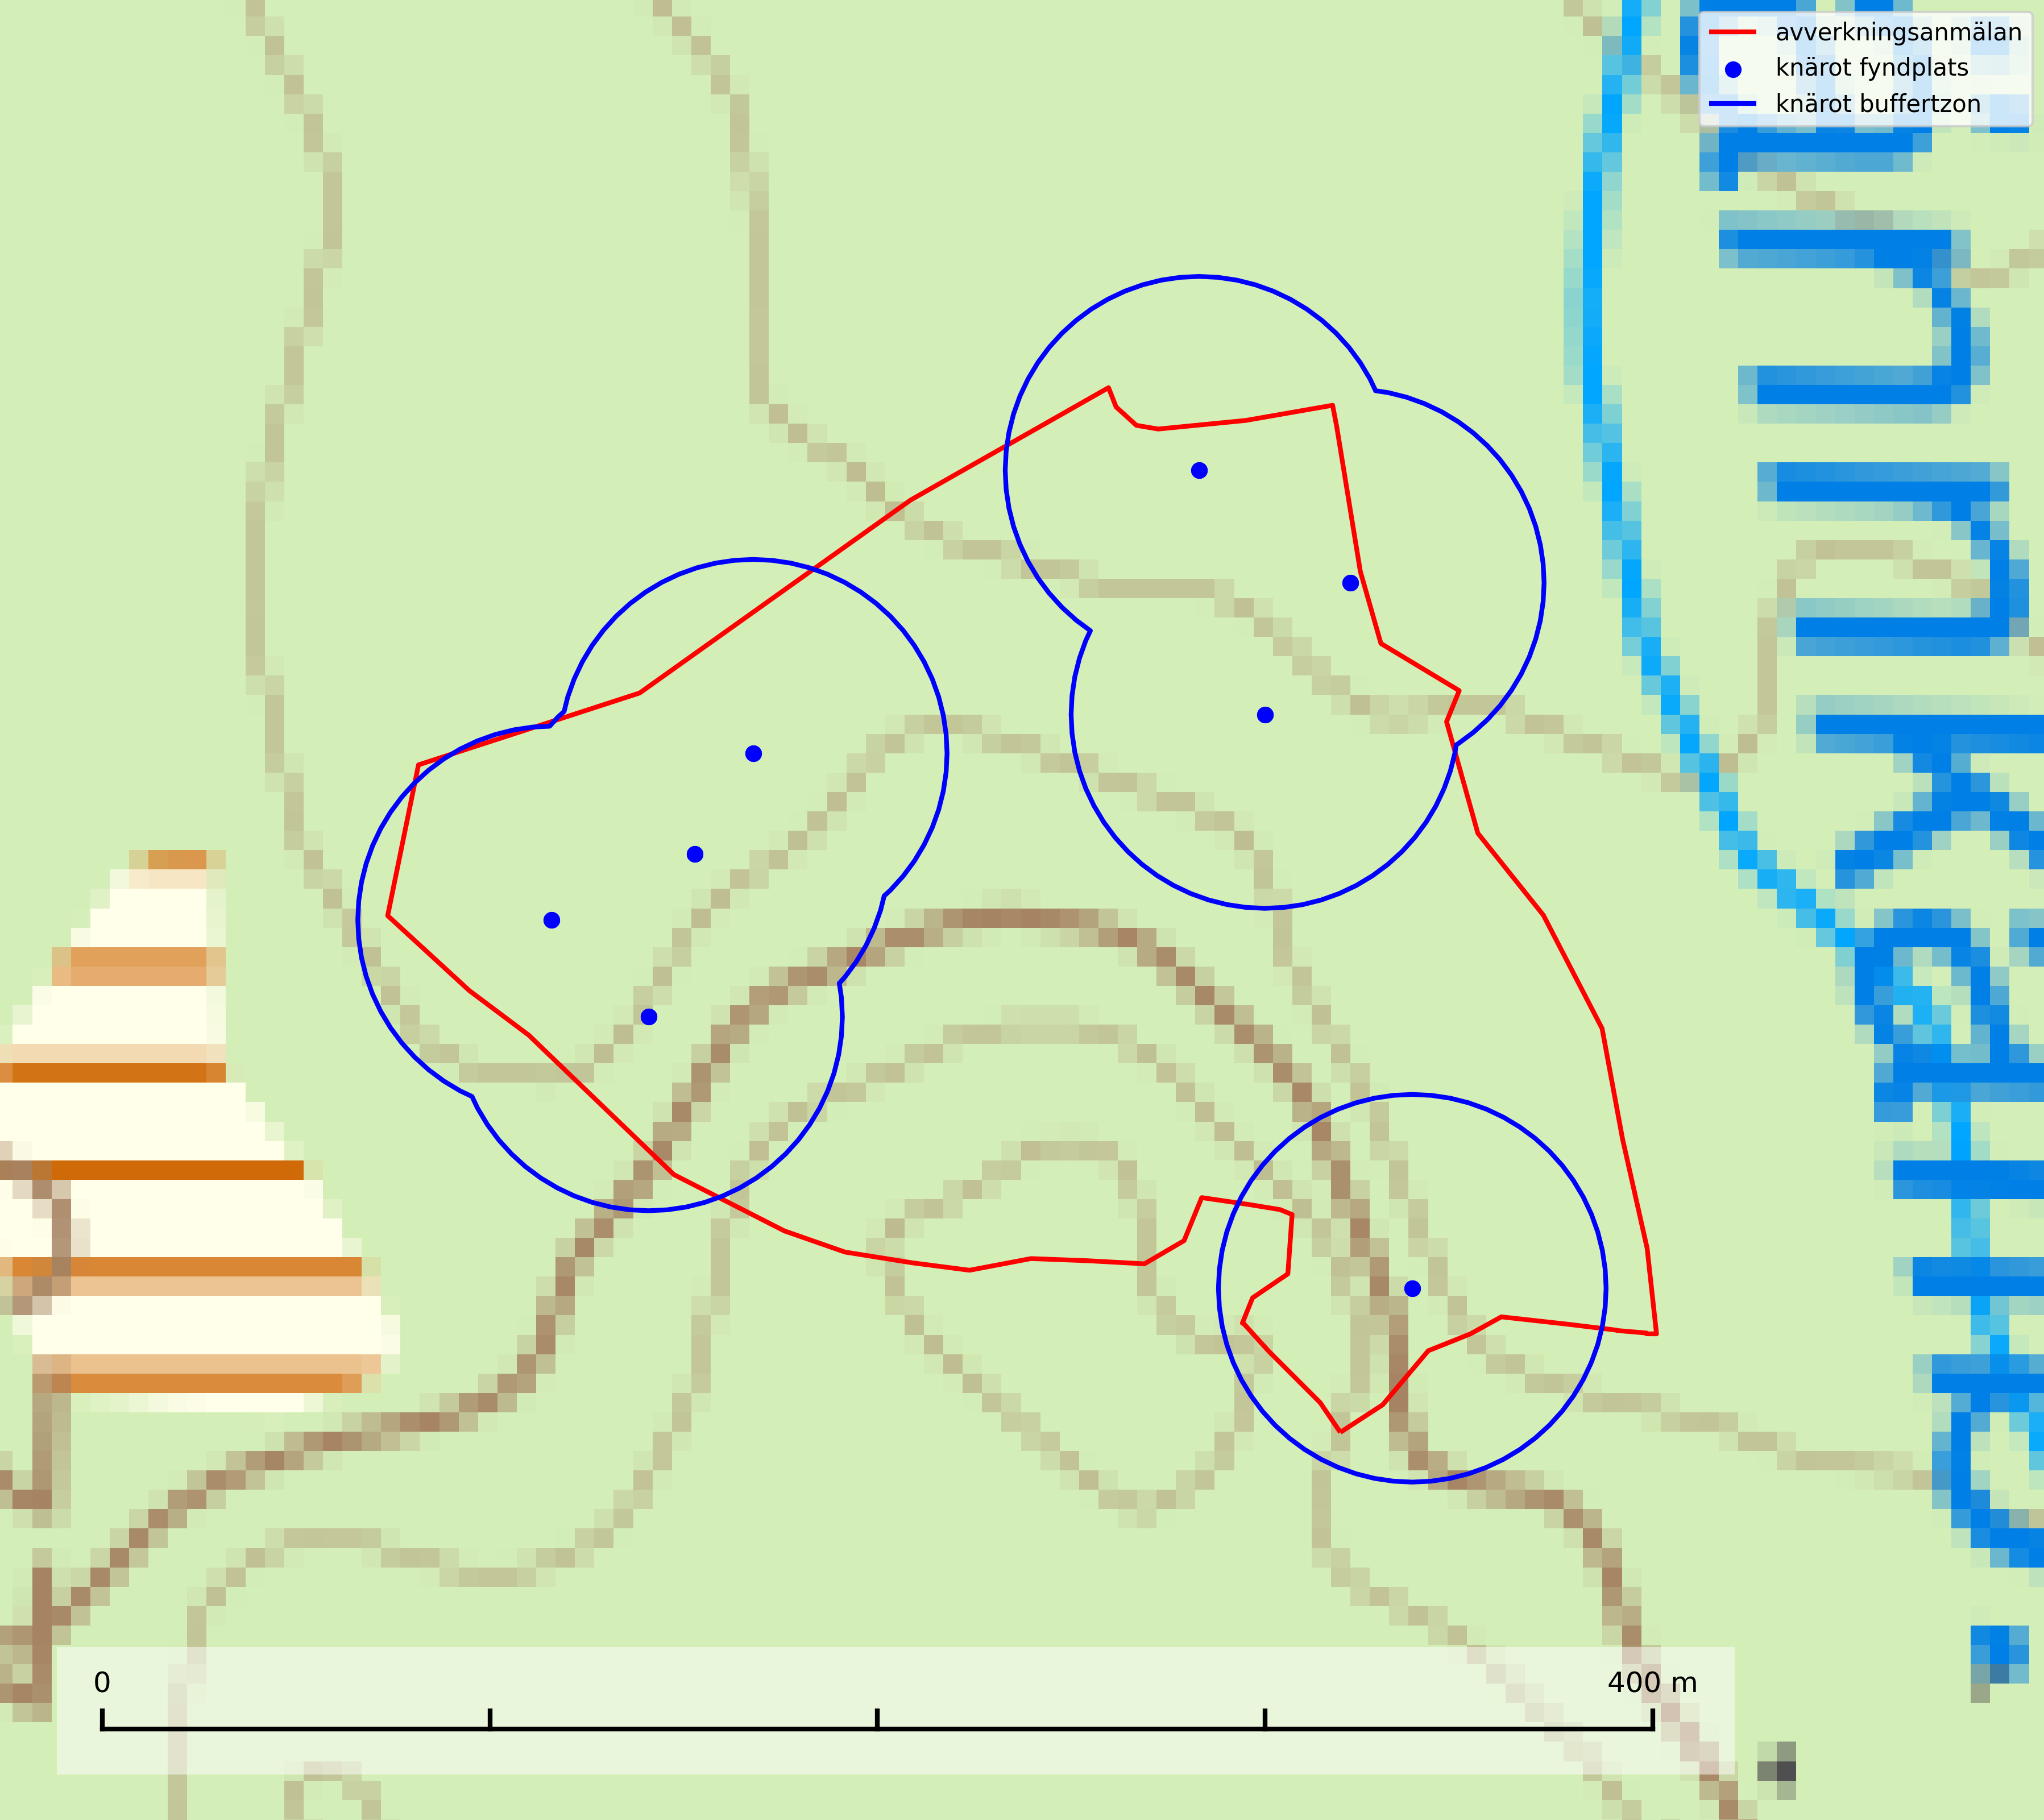 avverkningsanmälan
knärot fyndplats
knärot buffertzon
0 400 m